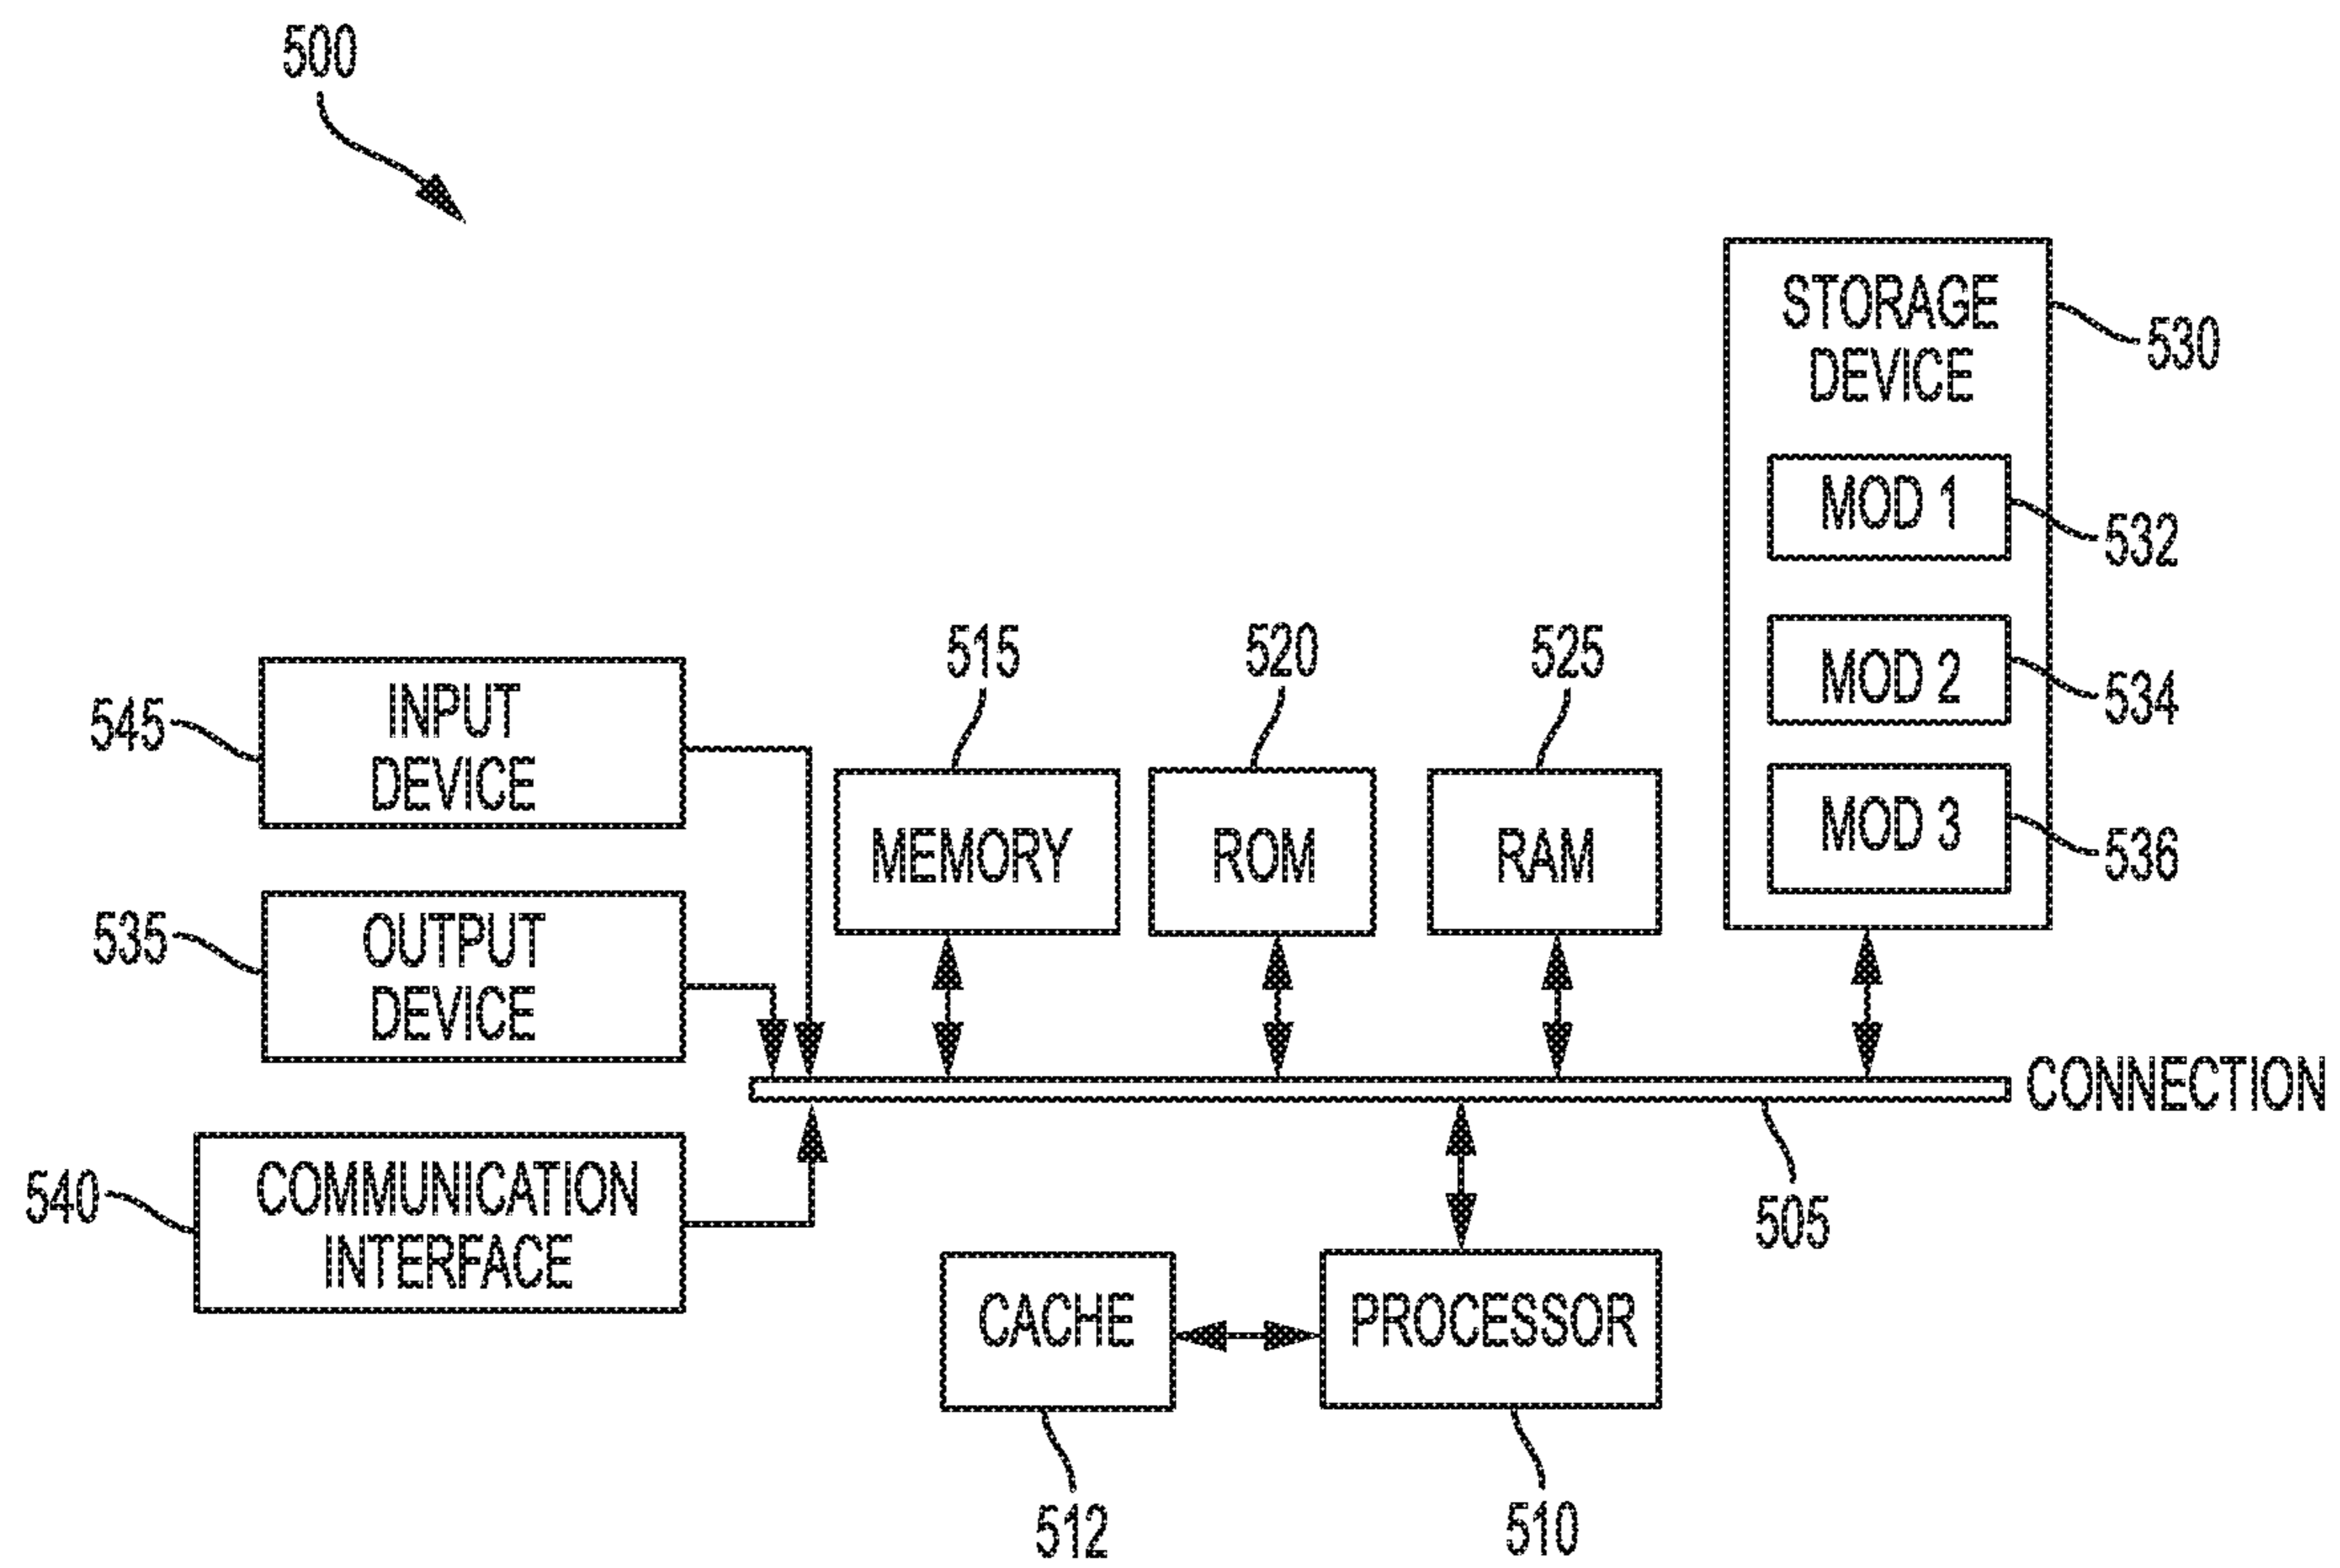 500
STORAGE
DEVICE
530
MOD 1
532
MOD 2
534
MOD 3
536
515
520
525
545
INPUT
DEVICE
MEMORY
ROM
RAM
535
OUTPUT
DEVICE
CONNECTION
505
540
COMMUNICATION
INTERFACE
CACHE
PROCESSOR
512
510